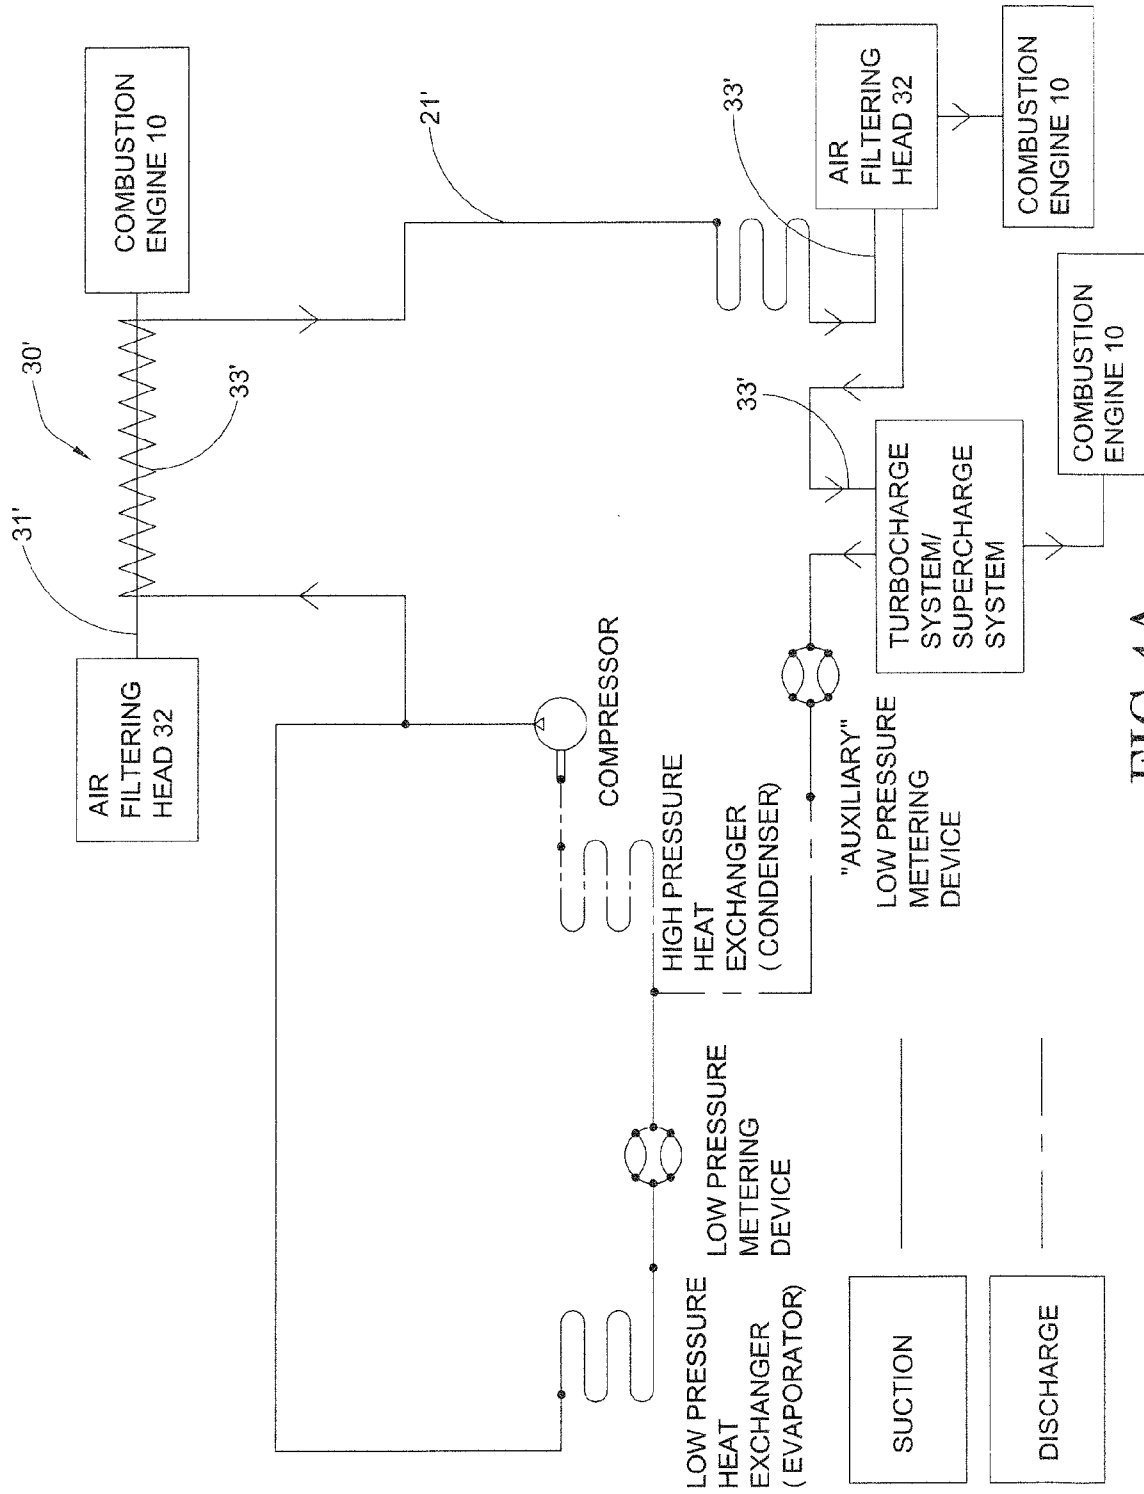 31'
30'
AIR
FILTERING
HEAD 32
COMBUSTION
ENGINE 10
33'
21'
COMPRESSOR
HIGH PRESSURE
HEAT
EXCHANGER
(CONDENSER)
LOW PRESSURE
HEAT
EXCHANGER
(EVAPORATOR)
LOW PRESSURE
METERING
DEVICE
33'
33'
"AUXILIARY"
LOW PRESSURE
METERING
DEVICE
AIR
FILTERING
HEAD 32
TURBOCHARGE
SYSTEM/
SUPERCHARGE
SYSTEM
COMBUSTION
ENGINE 10
COMBUSTION
ENGINE 10
SUCTION
DISCHARGE
FIG